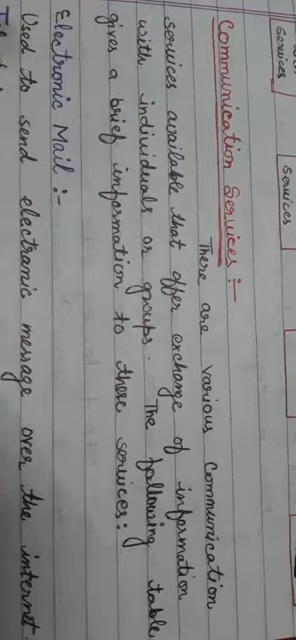 Services
Services
Communication Services:-
There are various Communication
services available that offer exchange of information
with individuals or groups. The following table
gives a brief information to these services:
Electronic Mail :-
Used to send electronic message over the internet.